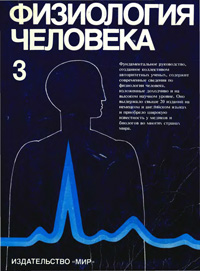 ФИЗИОЛОГИЯ
ЧЕЛОВЕКА
3
Фундаментальное руководство,
созданное коллективом
авторитетных ученых, содержит
современные сведения по
физиологии человека,
изложенные доходчиво и на
высоком научном уровне. Оно
выдержало свыше 20 изданий на
немецком и английском языках
и приобрело широкую
известность у медиков и
биологов во многих странах
мира.
ИЗДАТЕЛЬСТВО «МИР»